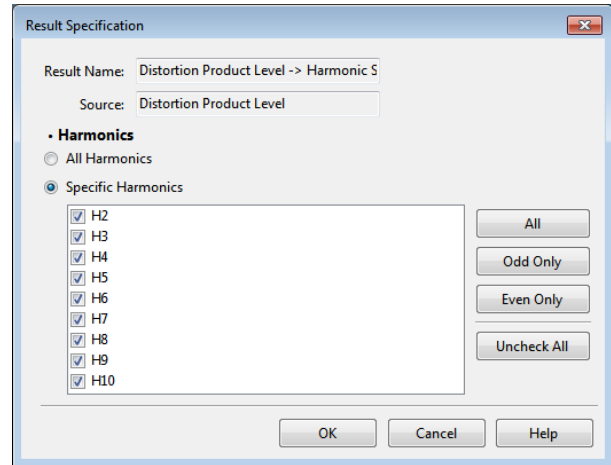 Result Specification
Result Name: Distortion Product Level -> Harmonic S
Source: Distortion Product Level
• Harmonics
All Harmonics
Specific Harmonics
H2
H3
H4
H5
H6
H7
H8
H9
H10
All
Odd Only
Even Only
Uncheck All
OK Cancel Help